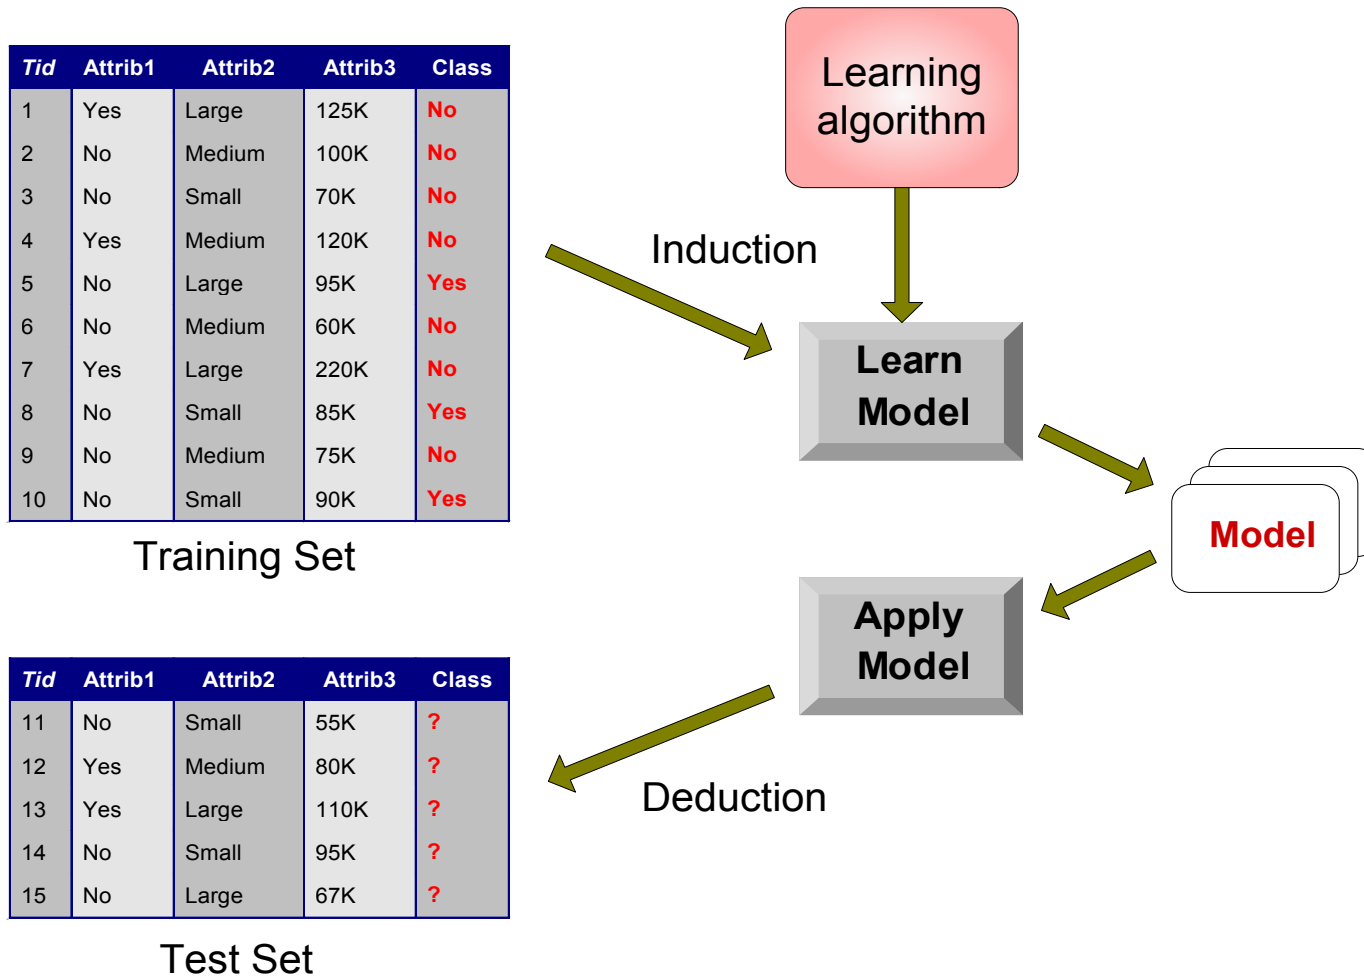 Tid Attrib1 Attrib2 Attrib3 Class
1 Yes Large 125K No
2 No Medium 100K No
3 No Small 70K No
4 Yes Medium 120K No
5 No Large 95K Yes
6 No Medium 60K No
7 Yes Large 220K No
8 No Small 85K Yes
9 No Medium 75K No
10 No Small 90K Yes
Training Set
Learning
algorithm
Induction
Learn
Model
Model
Apply
Model
Deduction
Tid Attrib1 Attrib2 Attrib3 Class
11 No Small 55K ?
12 Yes Medium 80K ?
13 Yes Large 110K ?
14 No Small 95K ?
15 No Large 67K ?
Test Set